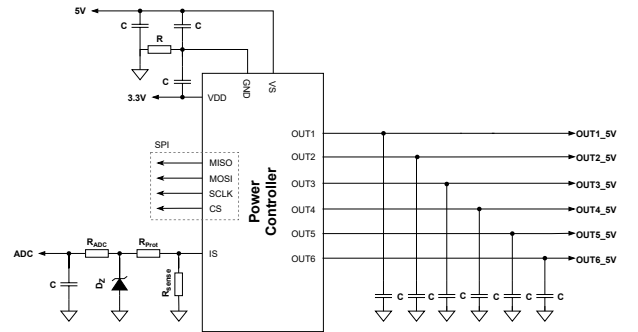 5V
C
C
R
C
3.3V
VDD
GND
VS
SPI
MISO
MOSI
SCLK
CS
Power
Controller
OUT1
OUT2
OUT3
OUT4
OUT5
OUT6
OUT1_5V
OUT2_5V
OUT3_5V
OUT4_5V
OUT5_5V
OUT6_5V
ADC
RADC
RProt
IS
C
DZ
Rsense
C
C
C
C
C
C